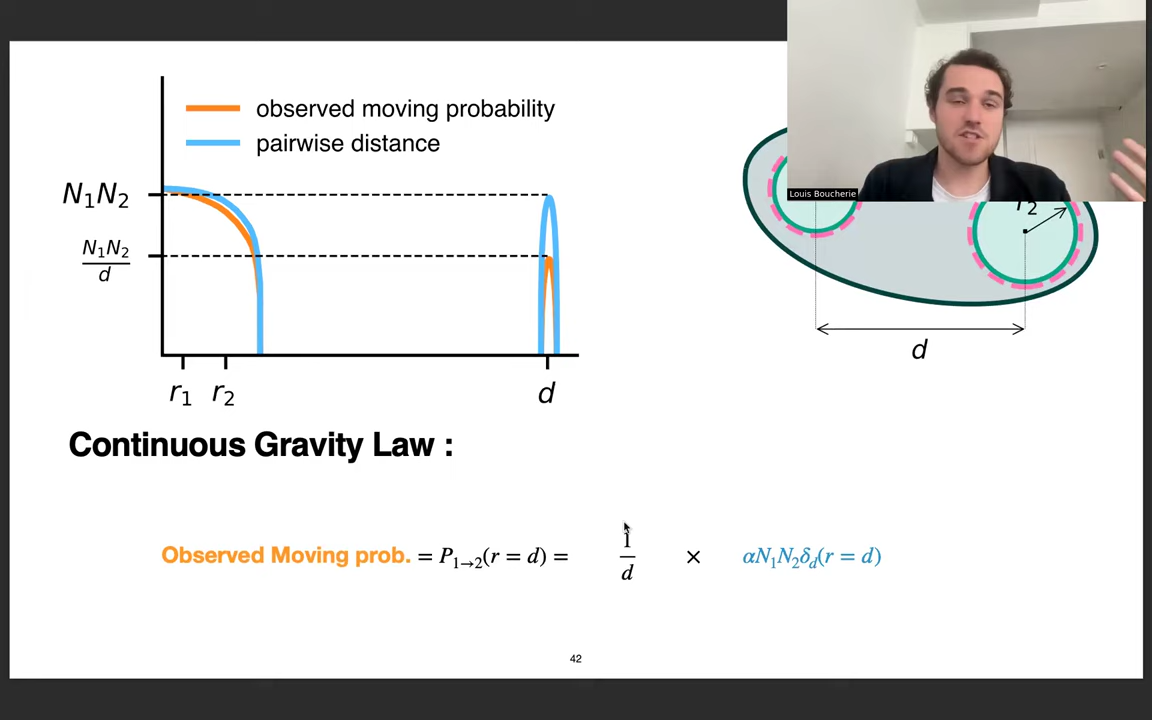 observed moving probability
pairwise distance
N₁N₂
N₁N₂
d
r₁ r₂ d
Louis Boucherie
r₂
d
Continuous Gravity Law :
Observed Moving prob. = P₁→₂(r = d) = 1/d × αN₁N₂δ_d(r = d)
42